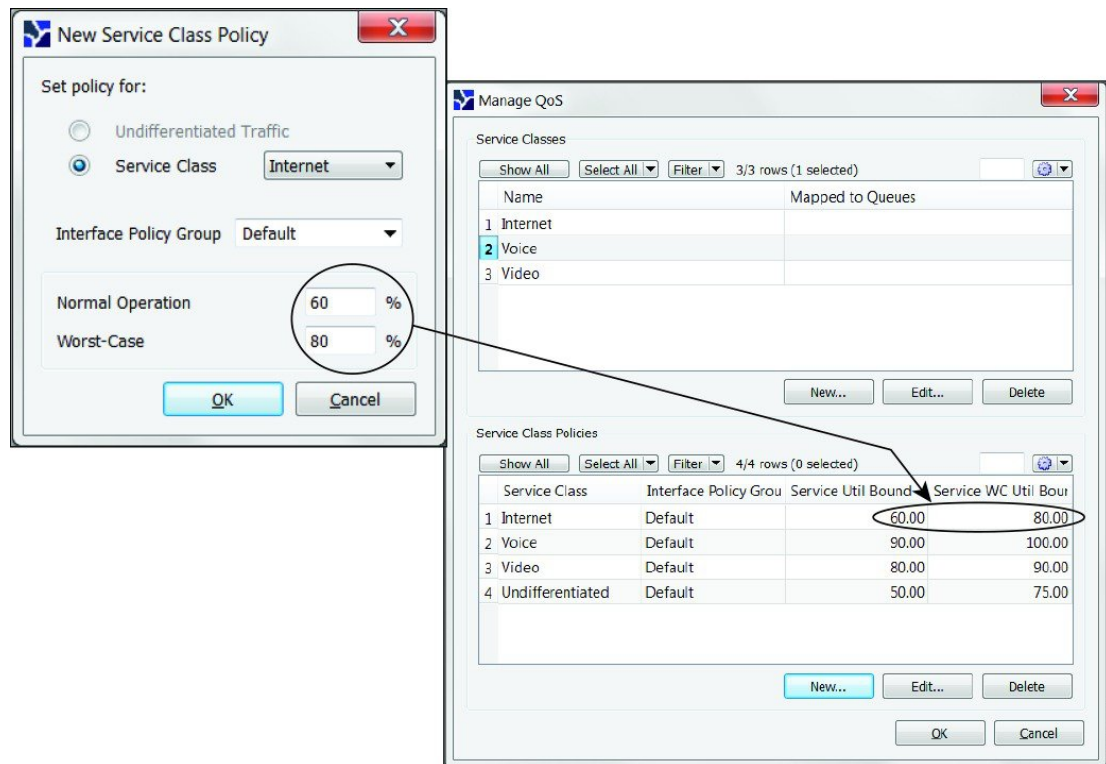 New Service Class Policy
Set policy for:
Undifferentiated Traffic
Service Class Internet
Interface Policy Group Default
Normal Operation 60 %
Worst-Case 80 %
OK Cancel
Manage QoS
Service Classes
Show All Select All Filter 3/3 rows (1 selected)
Name Mapped to Queues
1 Internet
2 Voice
3 Video
New... Edit... Delete
Service Class Policies
Show All Select All Filter 4/4 rows (0 selected)
Service Class Interface Policy Grou Service Util Bound Service WC Util Bour
1 Internet Default 60.00 80.00
2 Voice Default 90.00 100.00
3 Video Default 80.00 90.00
4 Undifferentiated Default 50.00 75.00
New... Edit... Delete
OK Cancel